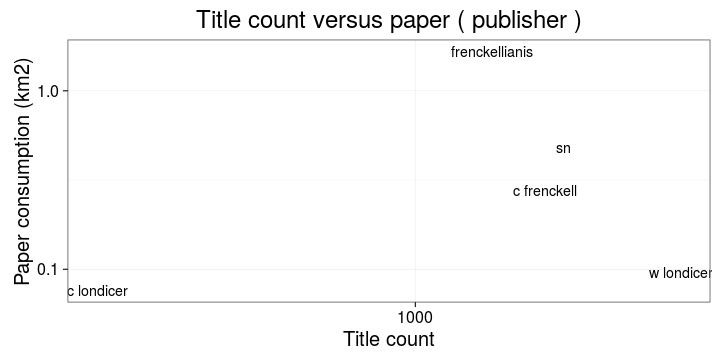 Title count versus paper ( publisher )
Paper consumption (km2)
1.0
0.1
frenckellianis
sn
c frenckell
w londicer
c londicer
1000
Title count